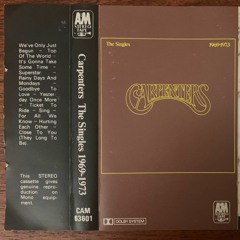 A&M
STEREO
TAPE
We've Only Just
Begun - Top
Of The World -
It's Gonna Take
Some Time -
Superstar -
Rainy Days And
Mondays -
Goodbye To
Love - Yester-
day Once More
- Ticket To
Ride - Sing -
For All We
Know - Hurting
Each Other -
Close To You
(They Long To
Be).
This STEREO
cassette gives
genuine repro-
duction on
Mono equip-
ment
Carpenters The Singles 1969-1973
CAM
63601
The Singles
1969-1973
CARPENTERS
DOLBY SYSTEM
A&M